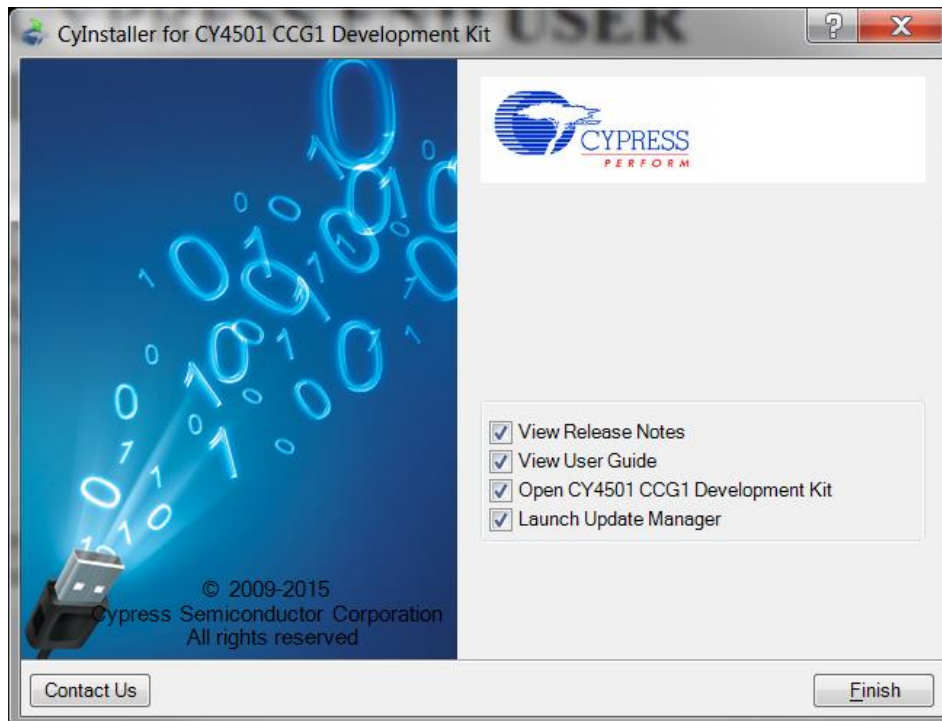 USER
CyInstaller for CY4501 CCG1 Development Kit
CYPRESS
PERFORM
View Release Notes
View User Guide
Open CY4501 CCG1 Development Kit
Launch Update Manager
© 2009-2015
Cypress Semiconductor Corporation
All rights reserved
Contact Us
Finish